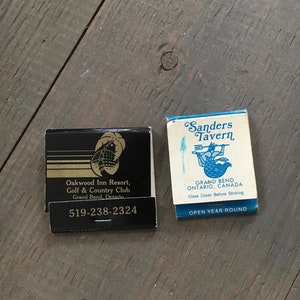 Oakwood Inn Resort,
Golf & Country Club
Grand Bend, Ontario
519-238-2324
Sanders
Tavern
GRAND BEND
ONTARIO, CANADA
Close Cover Before Striking
OPEN YEAR ROUND